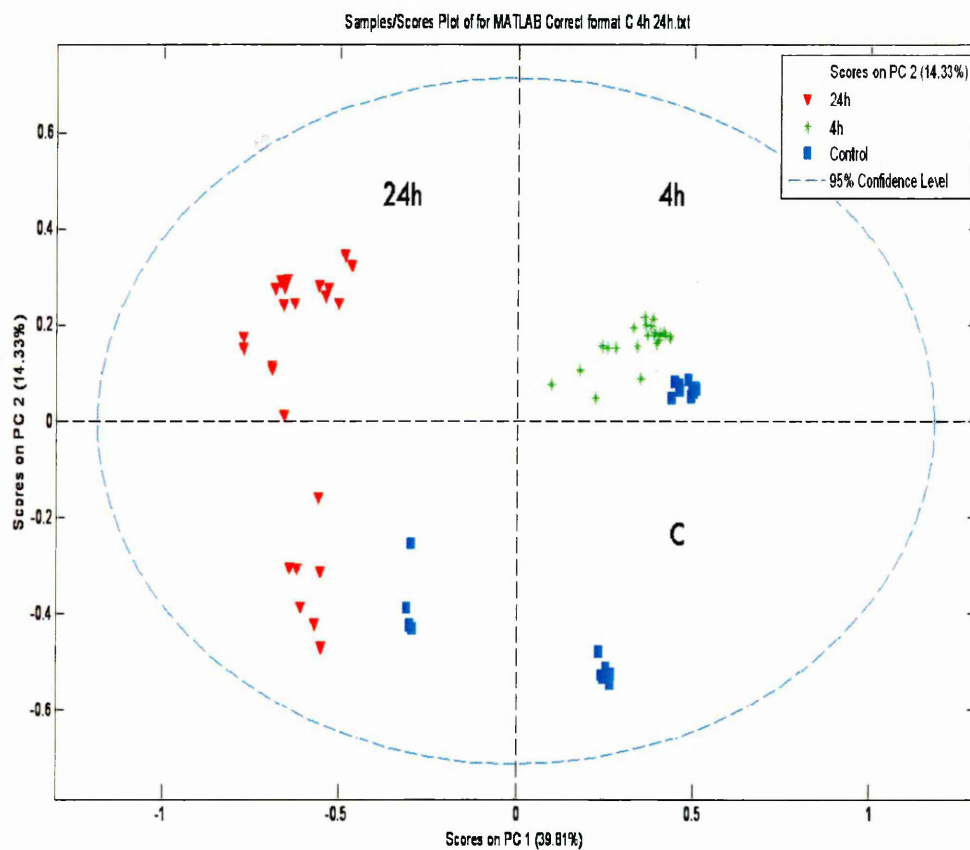 Samples/Scores Plot of for MATLAB Correct format C 4h 24h.txt
Scores on PC 2 (14.33%)
24h
4h
Control
95% Confidence Level
24h
4h
C
0.6
0.4
0.2
0
-0.2
-0.4
-0.6
Scores on PC 2 (14.33%)
-1
-0.5
0
0.5
1
Scores on PC 1 (39.81%)